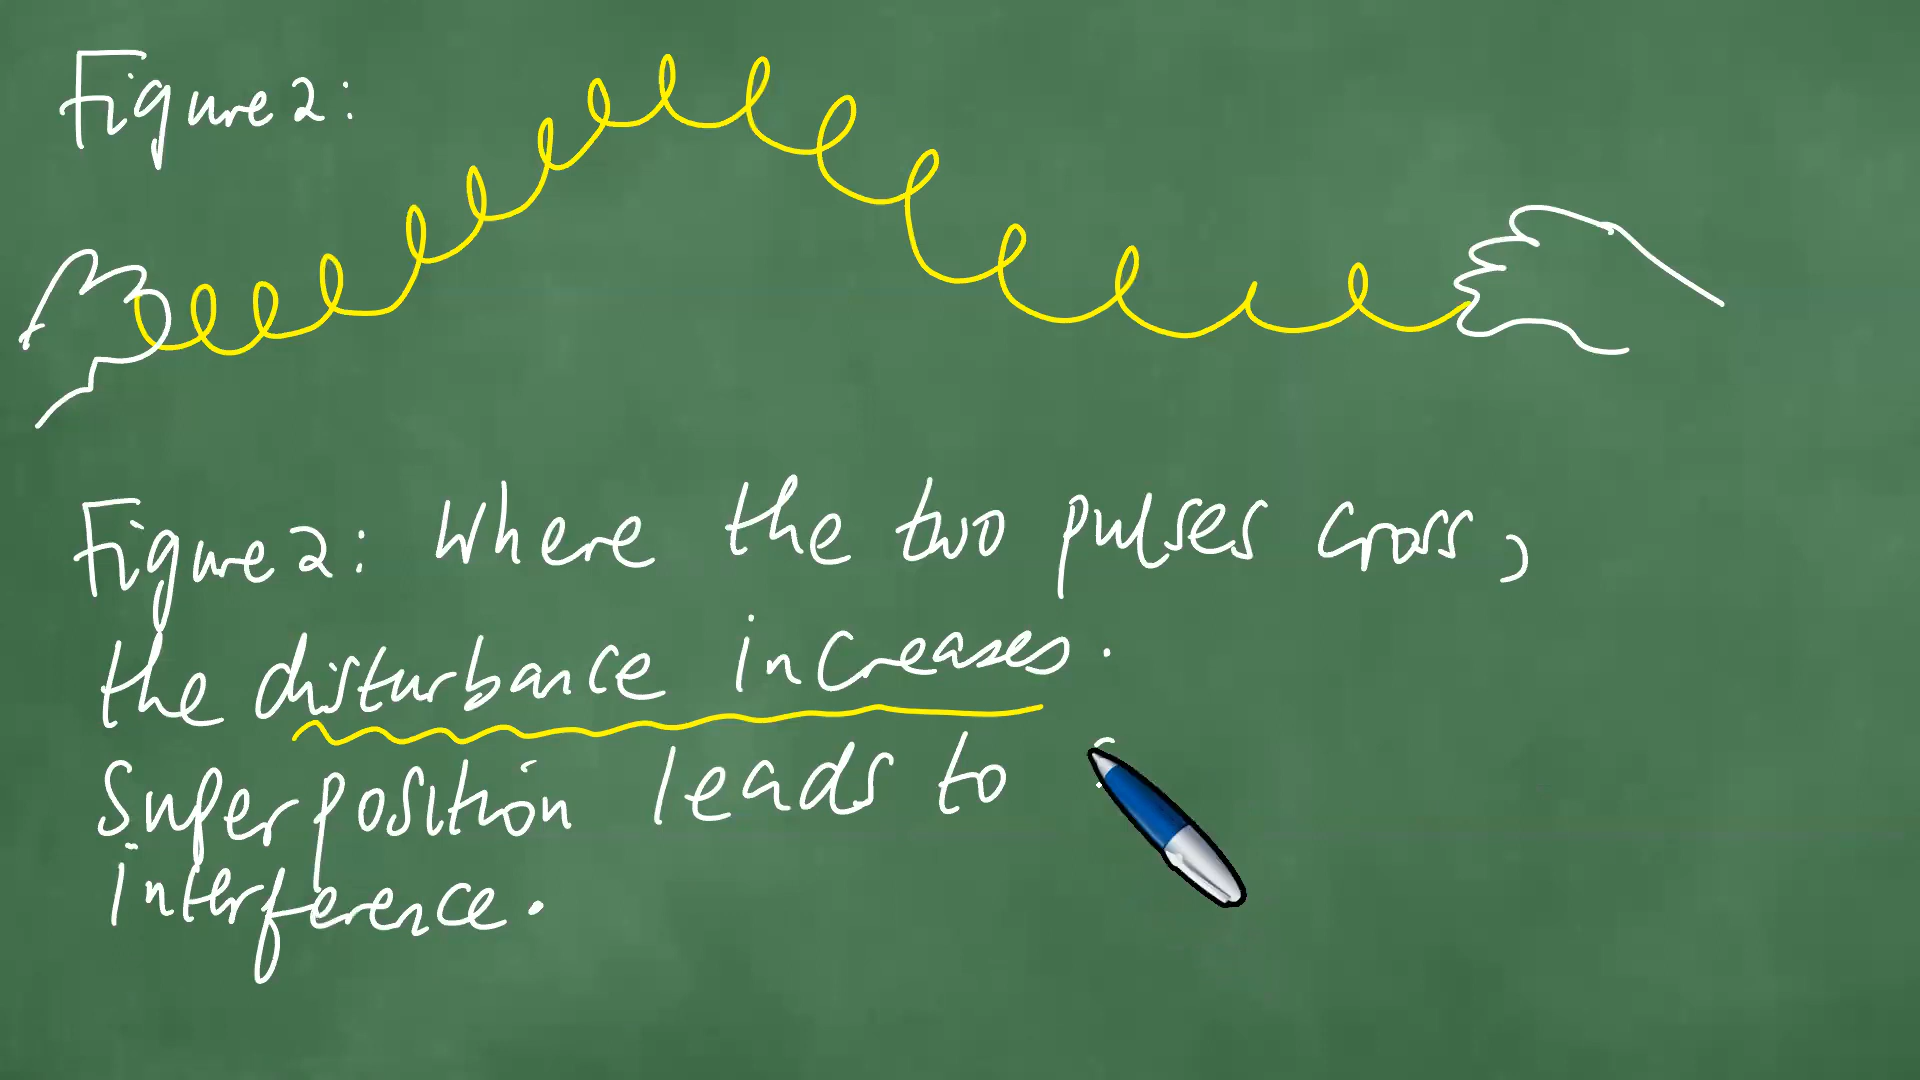 Figure 2:
Figure 2: Where the two pulses cross,
the disturbance increases.
Superposition leads to
interference.